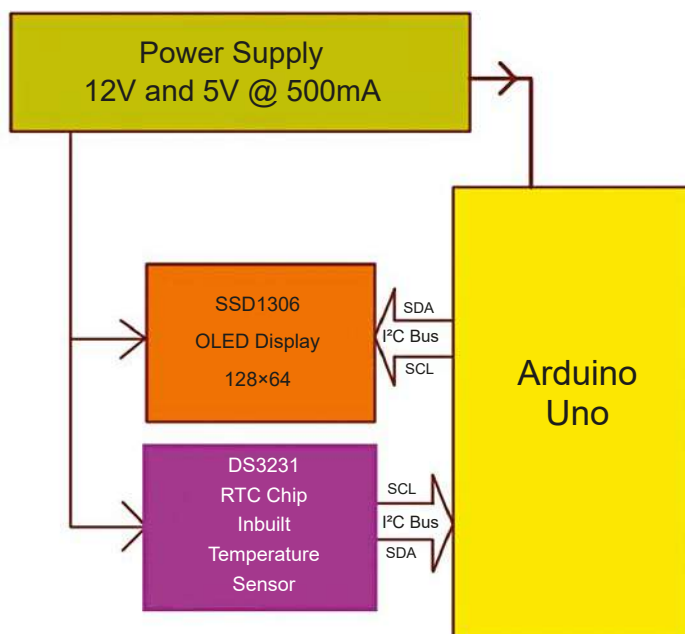 Power Supply
12V and 5V @ 500mA
SSD1306
OLED Display
128×64
SDA
I²C Bus
SCL
Arduino
Uno
DS3231
RTC Chip
Inbuilt
Temperature
Sensor
SCL
I²C Bus
SDA